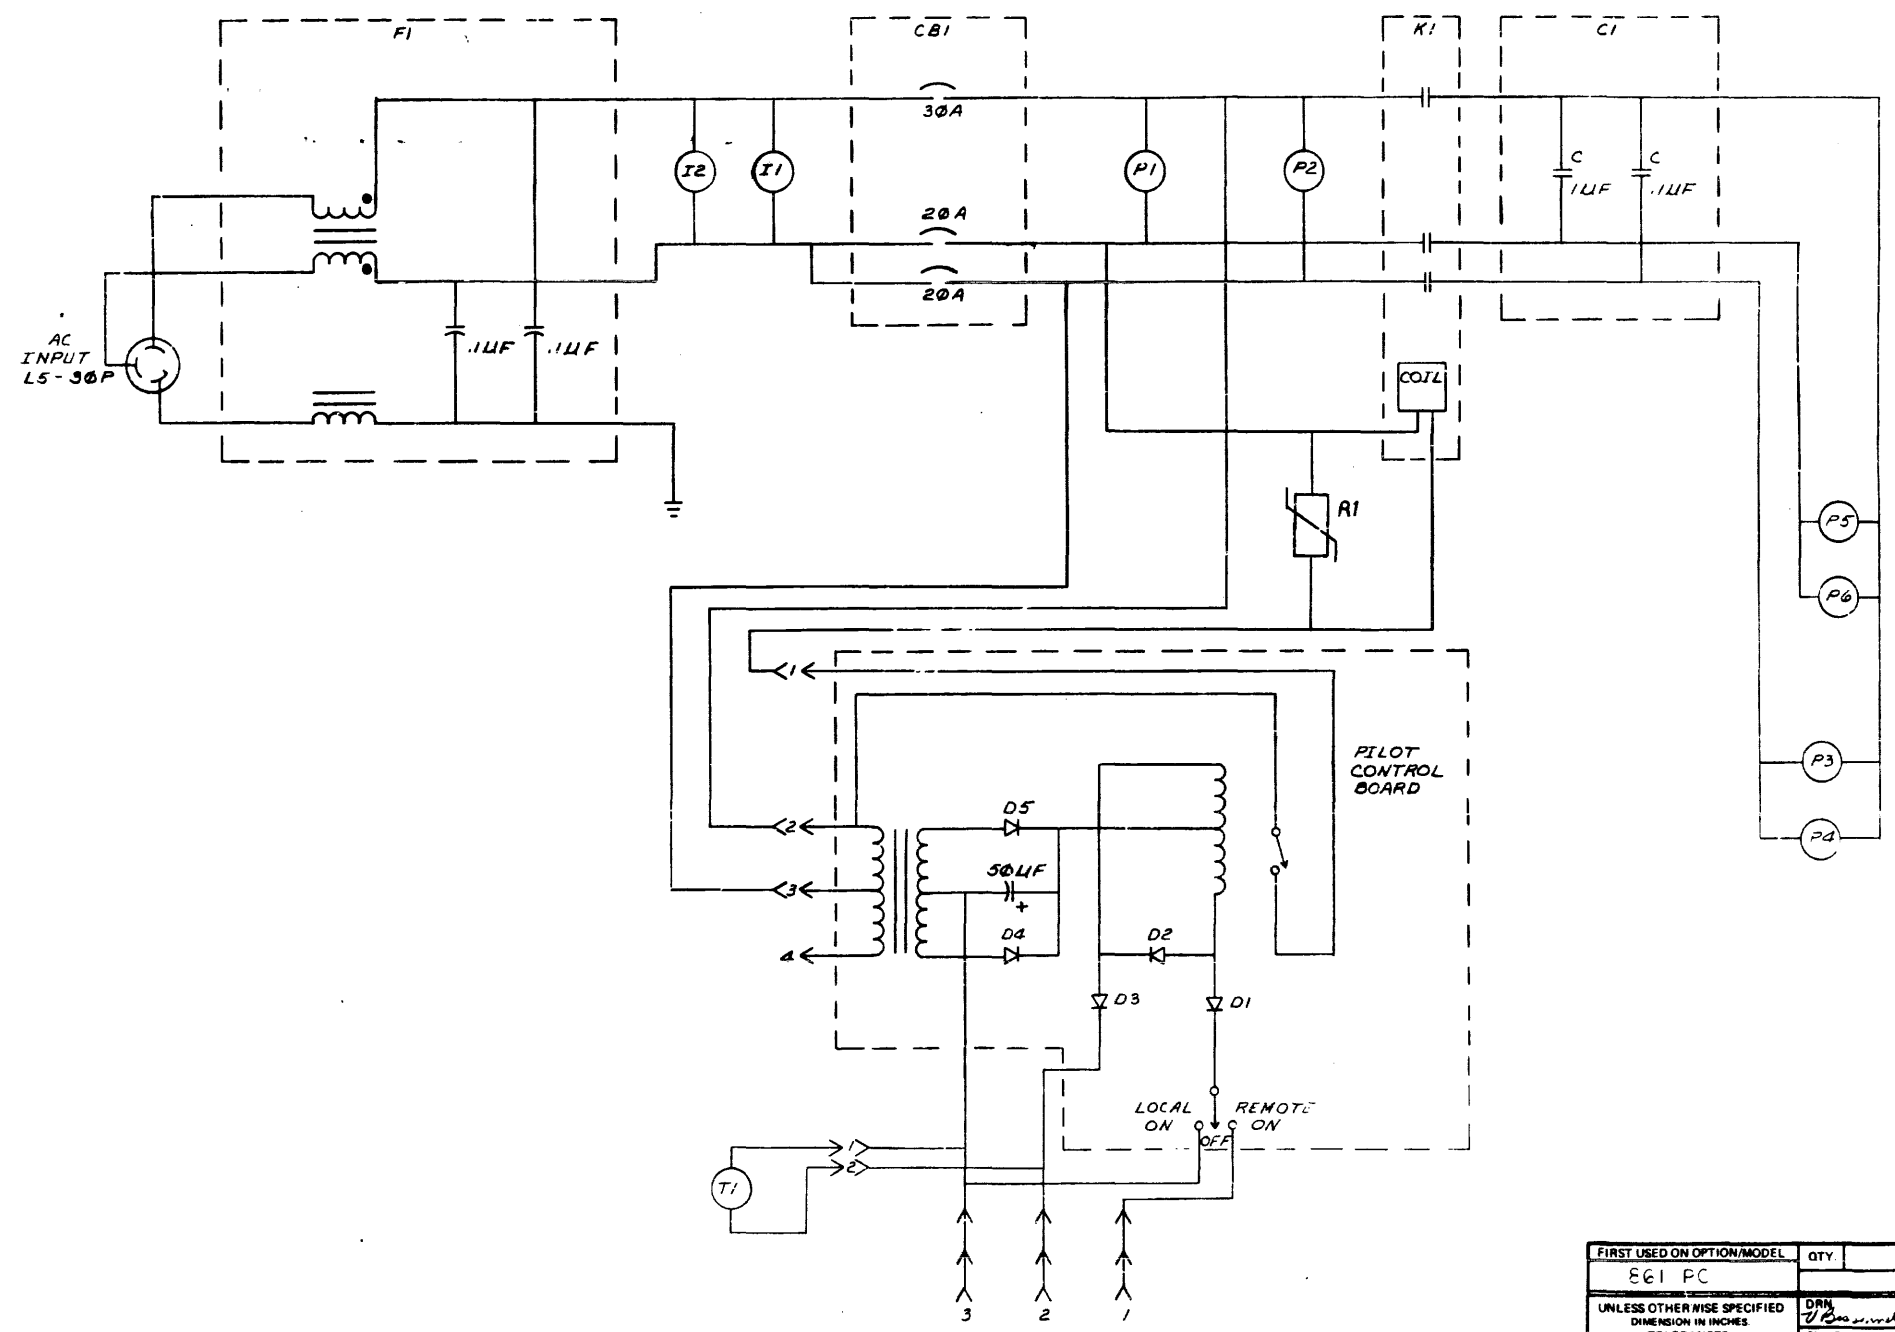 F1
CB1
K1
C1
30A
I2
I1
P1
P2
C
.1UF
C
.1UF
20A
20A
AC
INPUT
L5-30P
.1UF
.1UF
COIL
R1
P5
P6
1
PILOT
CONTROL
BOARD
P3
P4
D5
2
50UF
3
+
D4
D2
4
D3
D1
LOCAL
ON
REMOTE
ON
OFF
1
2
T1
3
2
1
FIRST USED ON OPTION/MODEL
QTY.
861 PC
UNLESS OTHERWISE SPECIFIED
DIMENSION IN INCHES
DRN.